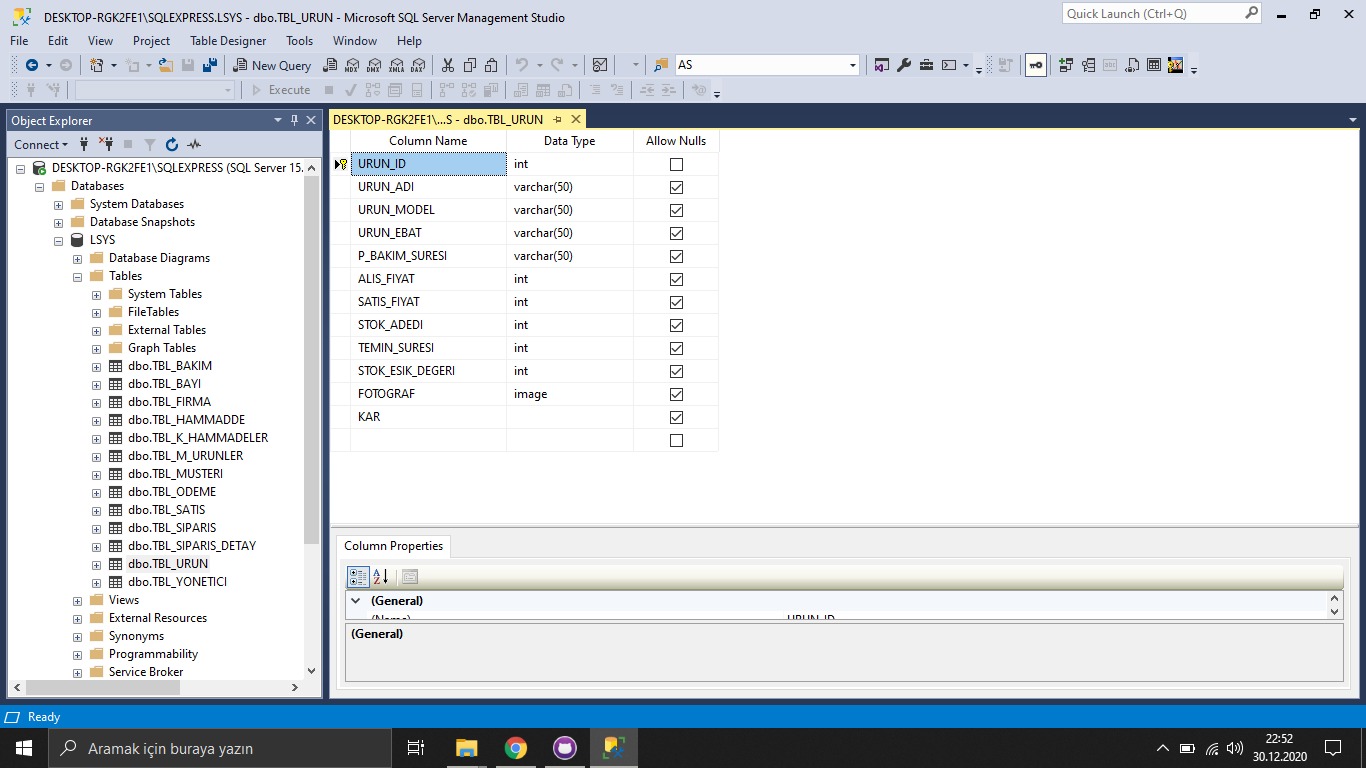 DESKTOP-RGK2FE1\SQLEXPRESS.LSYS - dbo.TBL_URUN - Microsoft SQL Server Management Studio
Quick Launch (Ctrl+Q)
File Edit View Project Table Designer Tools Window Help
New Query MDX DMX XMLA DAX AS
Execute
Object Explorer
Connect
DESKTOP-RGK2FE1\SQLEXPRESS (SQL Server 15.
Databases
System Databases
Database Snapshots
LSYS
Database Diagrams
Tables
System Tables
FileTables
External Tables
Graph Tables
dbo.TBL_BAKIM
dbo.TBL_BAYI
dbo.TBL_FIRMA
dbo.TBL_HAMMADDE
dbo.TBL_K_HAMMADELER
dbo.TBL_M_URUNLER
dbo.TBL_MUSTERI
dbo.TBL_ODEME
dbo.TBL_SATIS
dbo.TBL_SIPARIS
dbo.TBL_SIPARIS_DETAY
dbo.TBL_URUN
dbo.TBL_YONETICI
Views
External Resources
Synonyms
Programmability
Service Broker
DESKTOP-RGK2FE1\...S - dbo.TBL_URUN
Column Name Data Type Allow Nulls
URUN_ID int
URUN_ADI varchar(50)
URUN_MODEL varchar(50)
URUN_EBAT varchar(50)
P_BAKIM_SURESI varchar(50)
ALIS_FIYAT int
SATIS_FIYAT int
STOK_ADEDI int
TEMIN_SURESI int
STOK_ESIK_DEGERI int
FOTOGRAF image
KAR
Column Properties
(General)
(Name) URUN_ID
(General)
Ready
Aramak için buraya yazın
22:52
30.12.2020